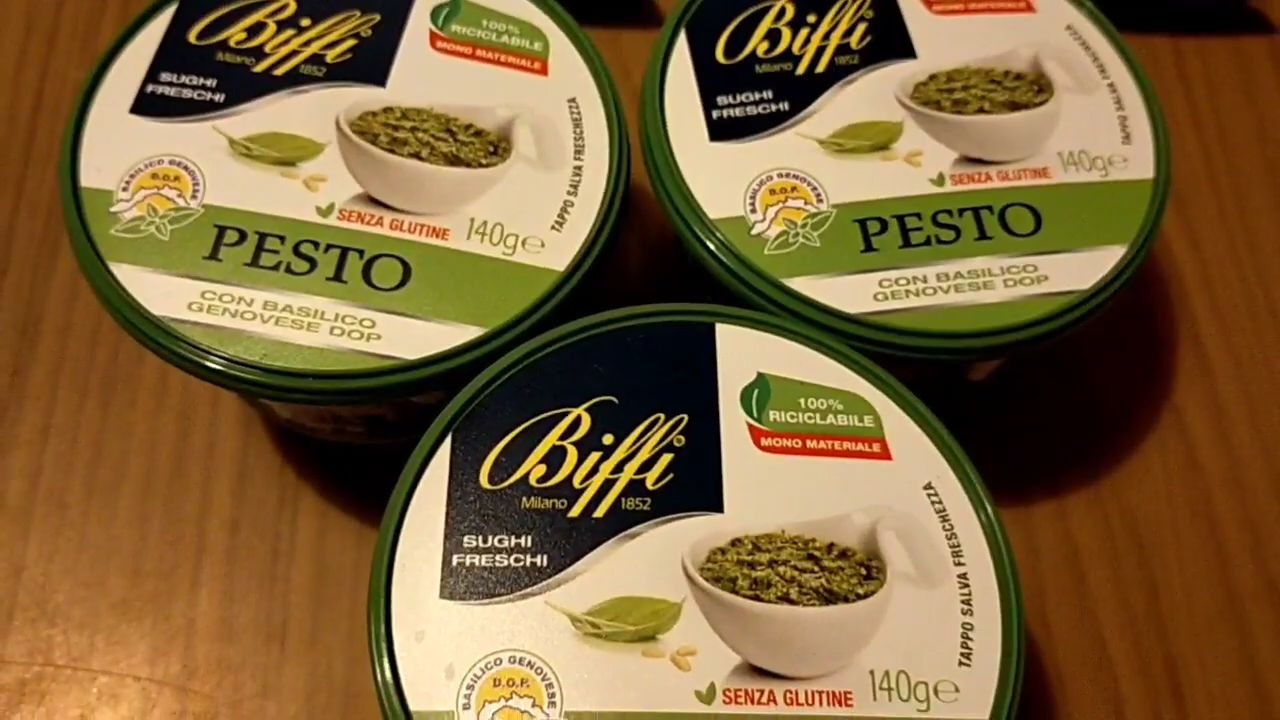 Biffi
Milano 1852
SUGHI
FRESCHI
100%
RICICLABILE
MONO MATERIALE
TAPPO SALVA FRESCHEZZA
BASILICO GENOVESE
D.O.P.
SENZA GLUTINE
140g℮
PESTO
CON BASILICO
GENOVESE DOP
Biffi
Milano 1852
SUGHI
FRESCHI
MONO MATERIALE
TAPPO SALVA FRESCHEZZA
BASILICO GENOVESE
D.O.P.
SENZA GLUTINE
140g℮
PESTO
CON BASILICO
GENOVESE DOP
Biffi
Milano 1852
SUGHI
FRESCHI
100%
RICICLABILE
MONO MATERIALE
TAPPO SALVA FRESCHEZZA
BASILICO GENOVESE
D.O.P.
SENZA GLUTINE
140g℮